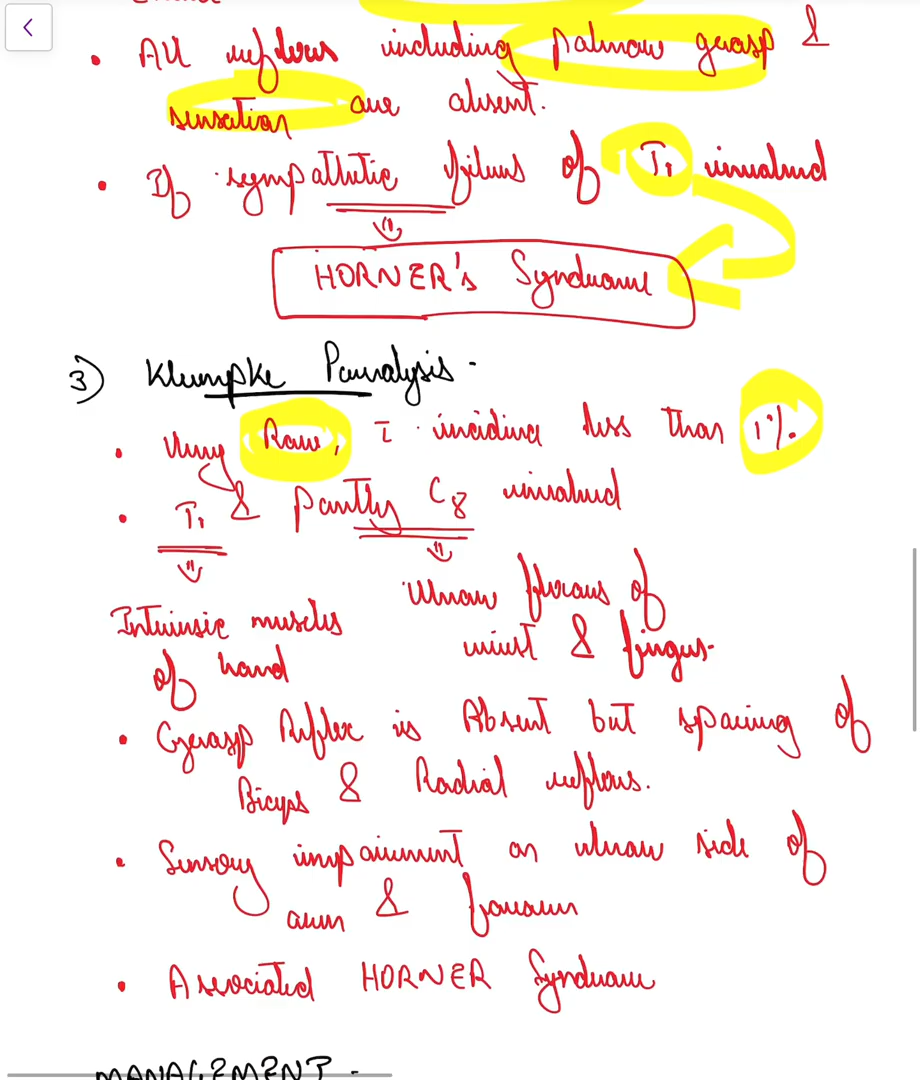 • All reflexes including palmar grasp &
sensation are absent.
• If sympathetic fibres of T1 involved
⇓
HORNER's Syndrome
3) Klumpke Paralysis -
• Very Rare, I incidence less than 1%.
• T1 & Partly C8 involved
⇓ ⇓
Intrinsic muscles
of hand
Ulnar flexors of
wrist & fingers.
• Grasp Reflex is Absent but sparing of
Biceps & Radial reflexes.
• Sensory impairment on ulnar side of
arm & forearm
• Associated HORNER Syndrome
MANAGEMENT -